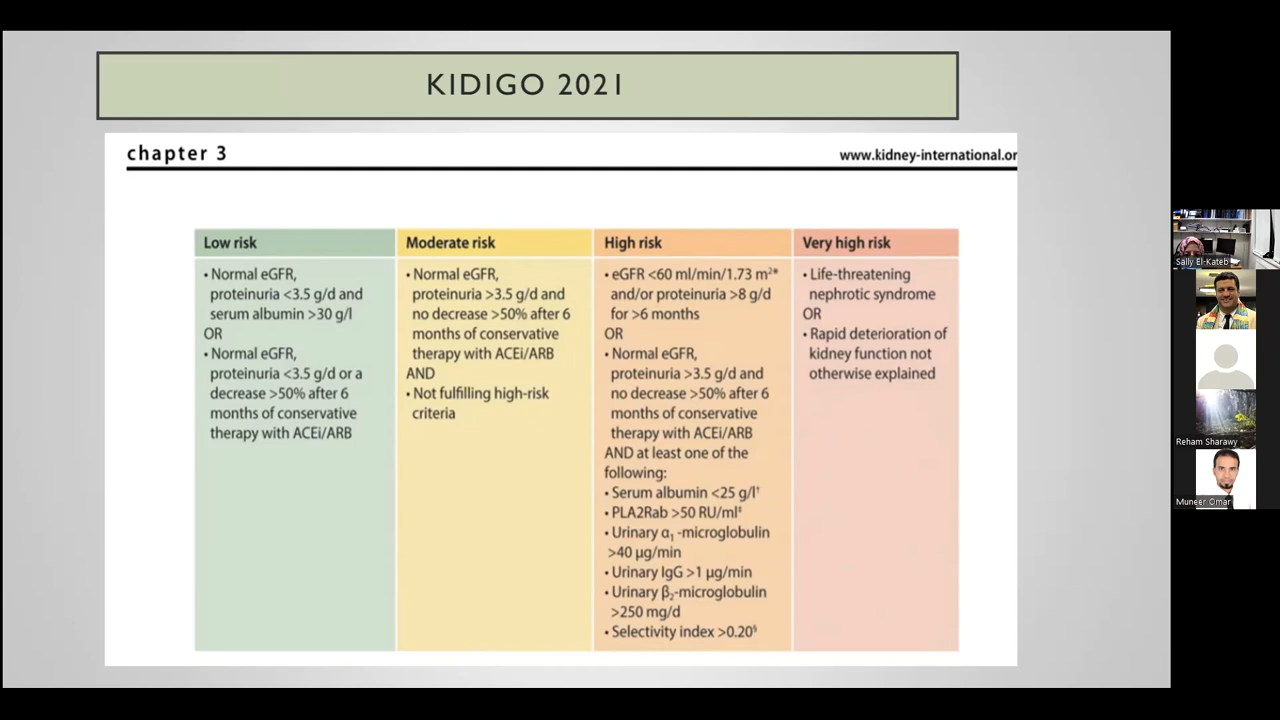 KIDIGO 2021
chapter 3
www.kidney-international.or
Low risk
• Normal eGFR,
proteinuria <3.5 g/d and
serum albumin >30 g/l
OR
• Normal eGFR,
proteinuria <3.5 g/d or a
decrease >50% after 6
months of conservative
therapy with ACEi/ARB
Moderate risk
• Normal eGFR,
proteinuria >3.5 g/d and
no decrease >50% after 6
months of conservative
therapy with ACEi/ARB
AND
• Not fulfilling high-risk
criteria
High risk
• eGFR <60 ml/min/1.73 m²*
and/or proteinuria >8 g/d
for >6 months
OR
• Normal eGFR,
proteinuria >3.5 g/d and
no decrease >50% after 6
months of conservative
therapy with ACEi/ARB
AND at least one of the
following:
• Serum albumin <25 g/l†
• PLA2Rab >50 RU/ml‡
• Urinary α₁ -microglobulin
>40 µg/min
• Urinary IgG >1 µg/min
• Urinary β₂-microglobulin
>250 mg/d
• Selectivity index >0.20§
Very high risk
• Life-threatening
nephrotic syndrome
OR
• Rapid deterioration of
kidney function not
otherwise explained
Sally El-Kateb
Reham Sharawy
Muneer Omar